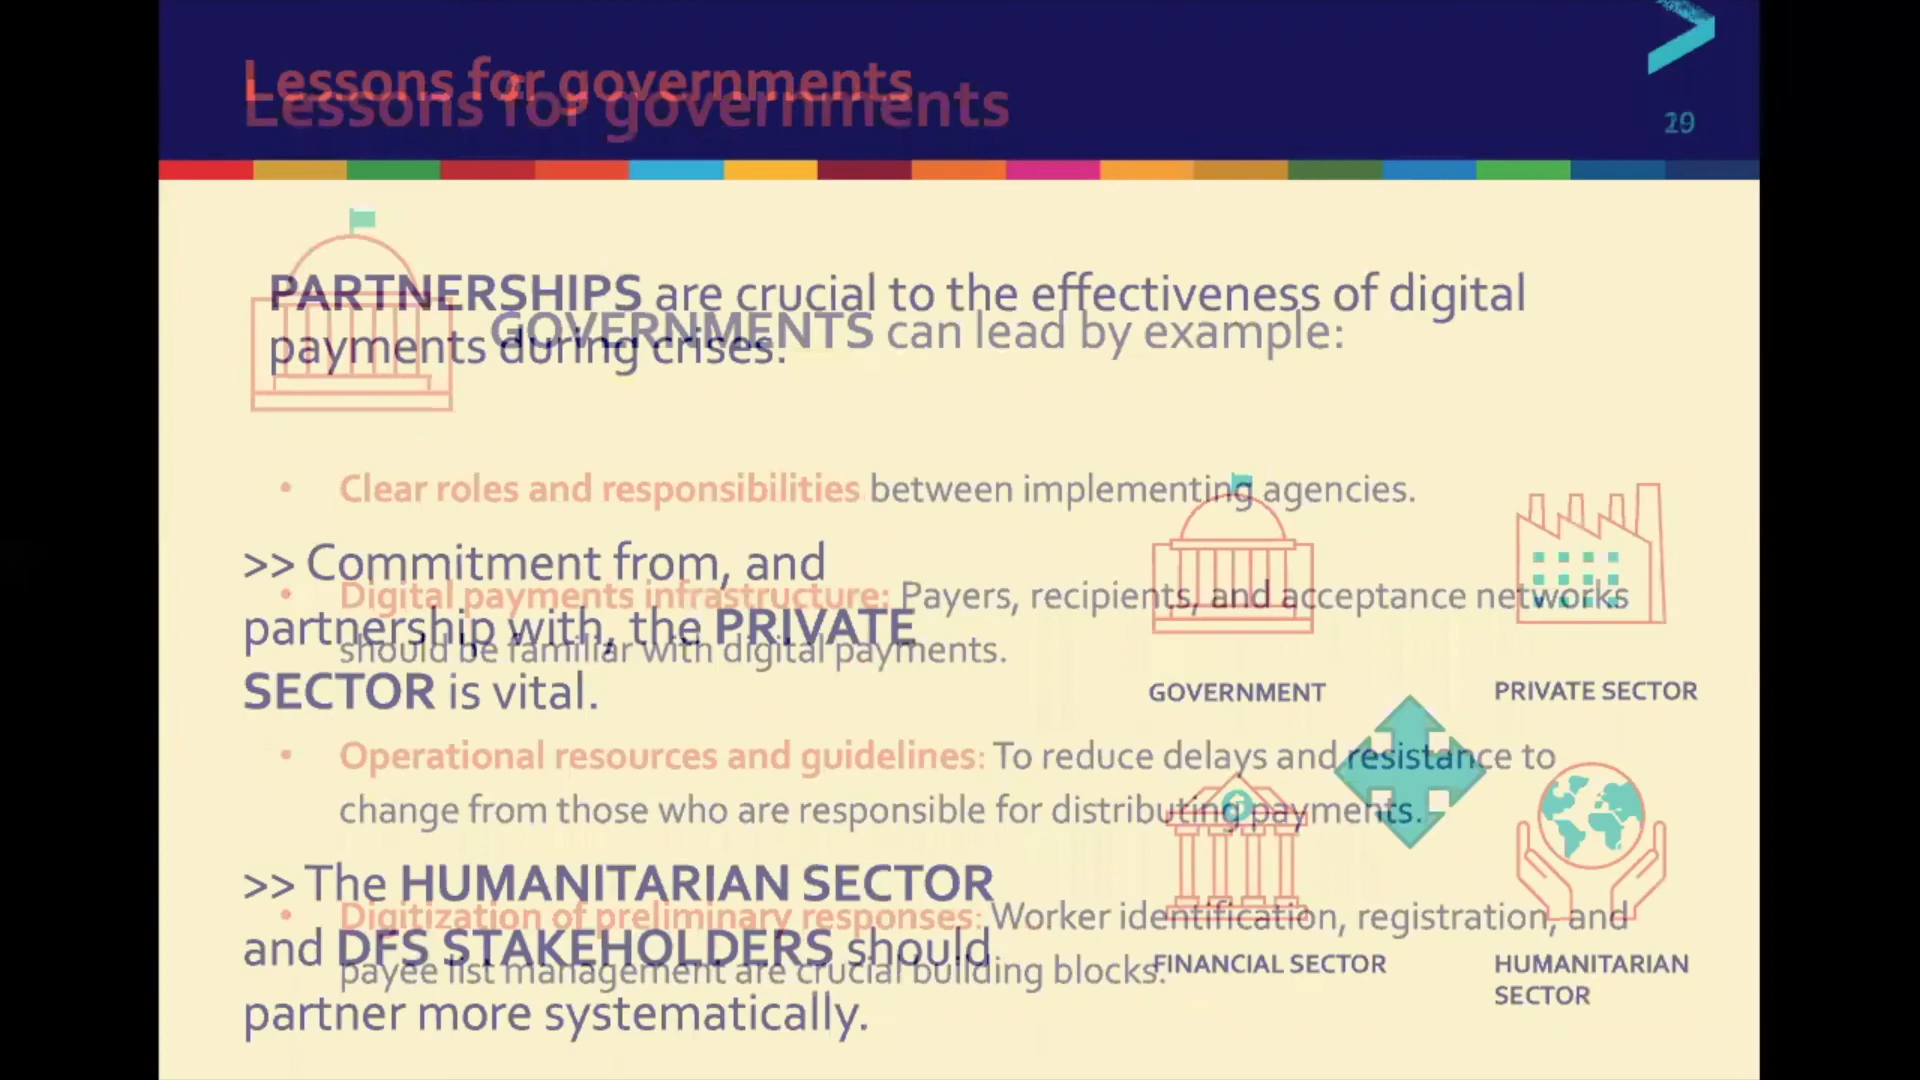 Lessons for governments
Lessons for governments
PARTNERSHIPS are crucial to the effectiveness of digital
payments during crises.
GOVERNMENTS can lead by example:
• Clear roles and responsibilities between implementing agencies.
• Digital payments infrastructure: Payers, recipients, and acceptance networks
should be familiar with digital payments.
• Operational resources and guidelines: To reduce delays and resistance to
change from those who are responsible for distributing payments.
• Digitization of preliminary responses: Worker identification, registration, and
payee list management are crucial building blocks.
>> Commitment from, and
partnership with, the PRIVATE
SECTOR is vital.
>> The HUMANITARIAN SECTOR
and DFS STAKEHOLDERS should
partner more systematically.
GOVERNMENT
PRIVATE SECTOR
FINANCIAL SECTOR
HUMANITARIAN
SECTOR